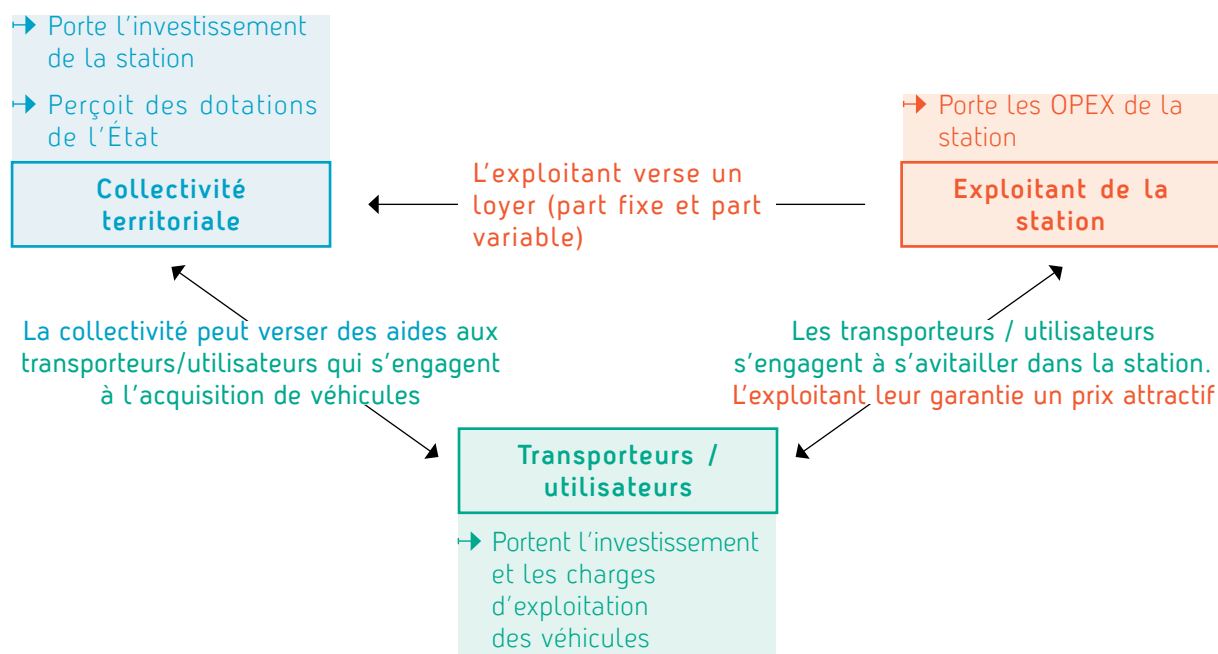 Porte l'investissement
de la station
Perçoit des dotations
de l'État
Collectivité
territoriale
L'exploitant verse un
loyer (part fixe et part
variable)
Porte les OPEX de la
station
Exploitant de la
station
La collectivité peut verser des aides aux
transporteurs/utilisateurs qui s'engagent
à l'acquisition de véhicules
Les transporteurs / utilisateurs
s'engagent à s'avitailler dans la station.
L'exploitant leur garantie un prix attractif
Transporteurs /
utilisateurs
Portent l'investissement
et les charges
d'exploitation
des véhicules